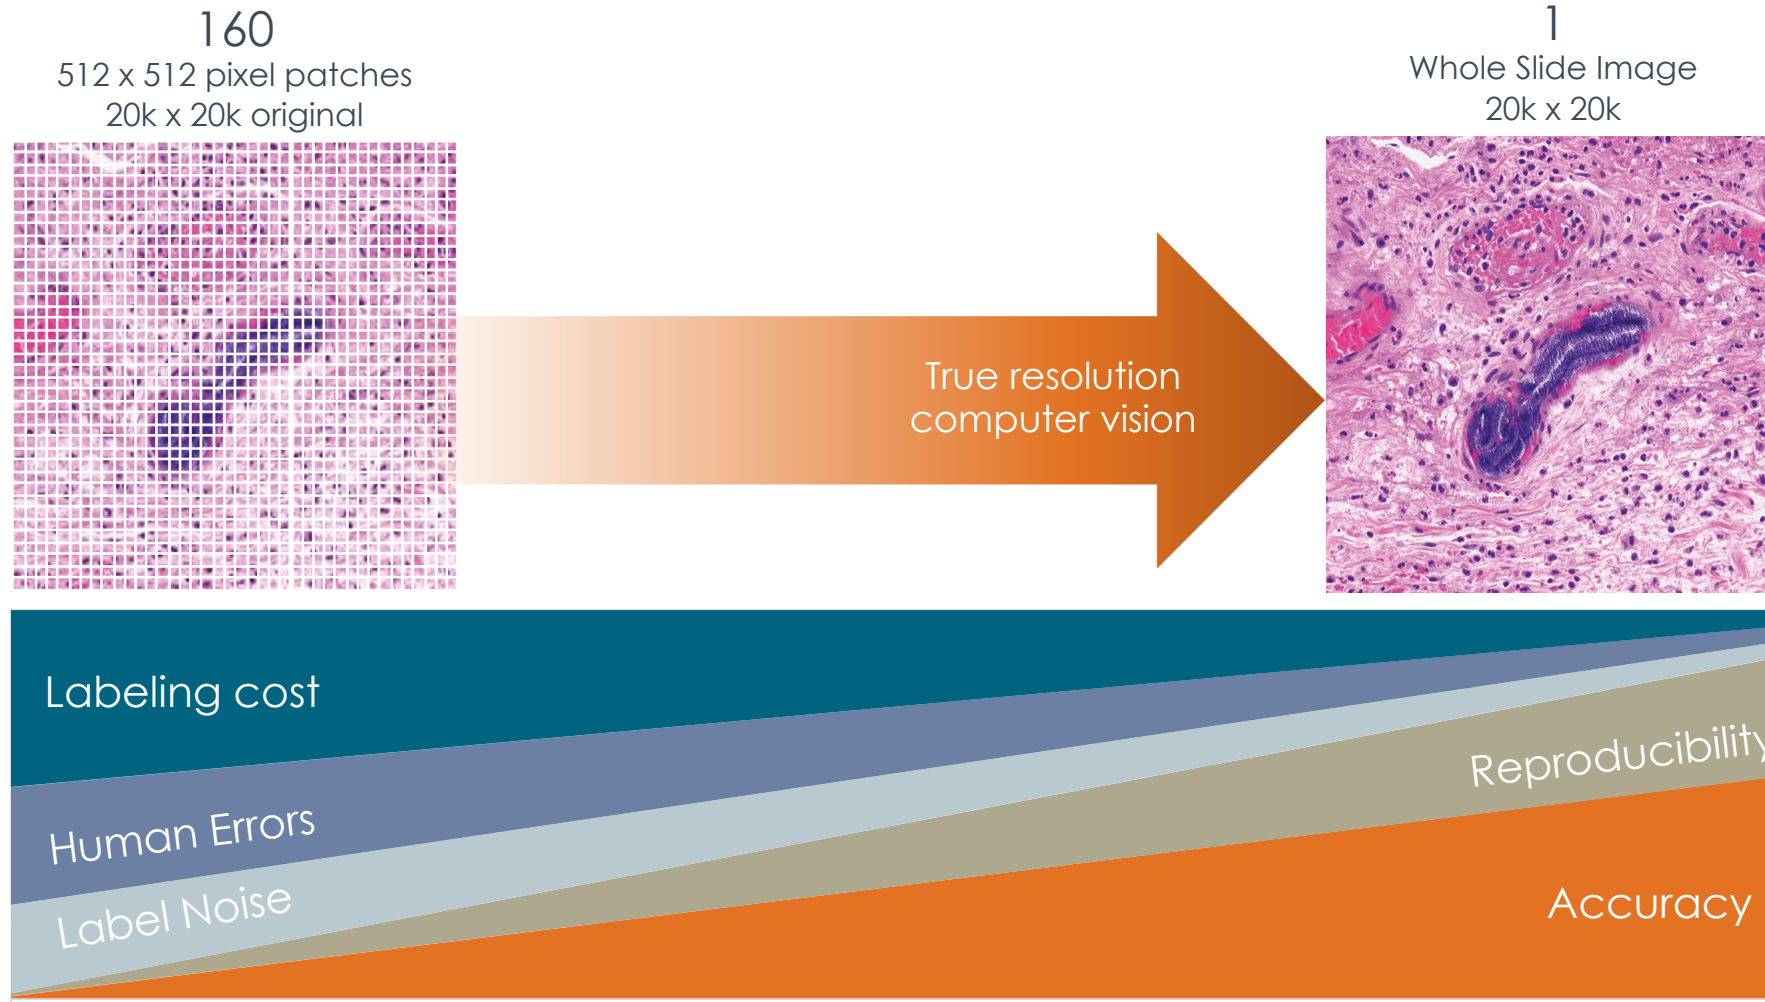 160
512 x 512 pixel patches
20k x 20k original
1
Whole Slide Image
20k x 20k
True resolution
computer vision
Labeling cost
Human Errors
Label Noise
Reproducibility
Accuracy